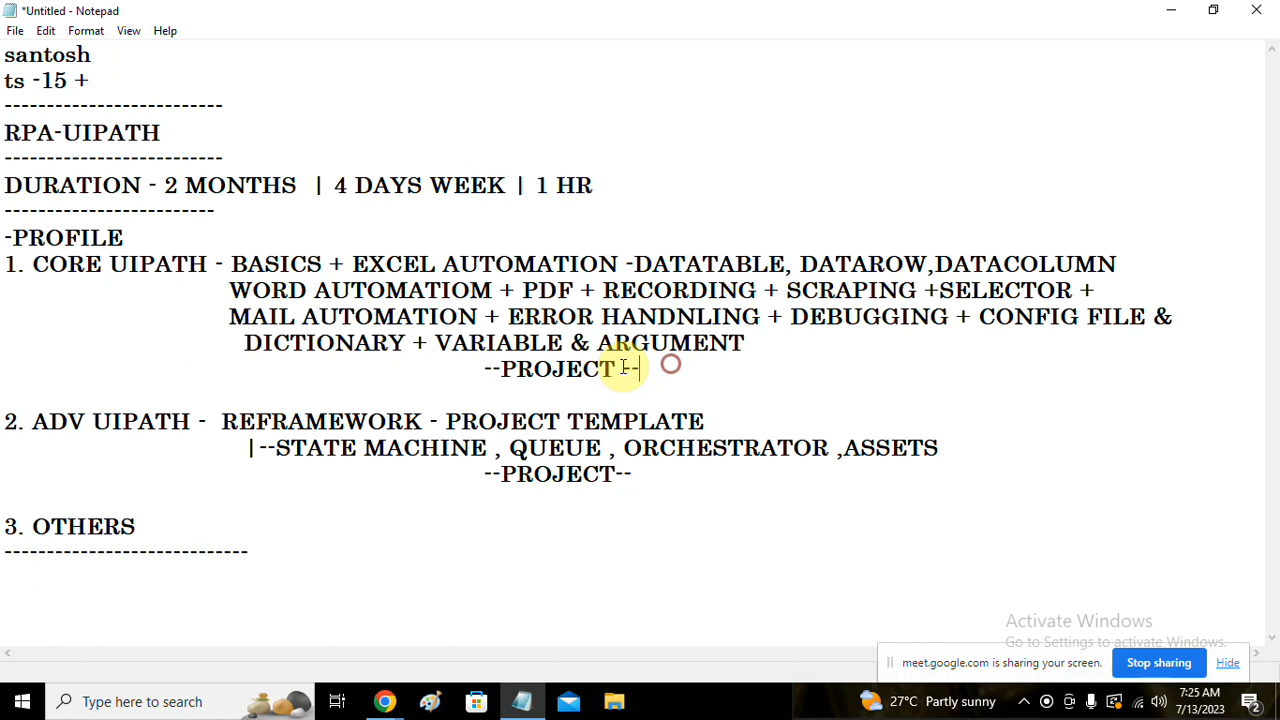 *Untitled - Notepad
File Edit Format View Help
santosh
ts -15 +
--------------------------
RPA-UIPATH
--------------------------
DURATION - 2 MONTHS | 4 DAYS WEEK | 1 HR
-------------------------
-PROFILE
1. CORE UIPATH - BASICS + EXCEL AUTOMATION -DATATABLE, DATAROW,DATACOLUMN
WORD AUTOMATIOM + PDF + RECORDING + SCRAPING +SELECTOR +
MAIL AUTOMATION + ERROR HANDNLING + DEBUGGING + CONFIG FILE &
DICTIONARY + VARIABLE & ARGUMENT
--PROJECT --
2. ADV UIPATH - REFRAMEWORK - PROJECT TEMPLATE
|--STATE MACHINE , QUEUE , ORCHESTRATOR ,ASSETS
--PROJECT--
3. OTHERS
-----------------------------
Activate Windows
Go to Settings to activate Windows.
meet.google.com is sharing your screen. Stop sharing Hide
Type here to search
27°C Partly sunny
7:25 AM
7/13/2023
2